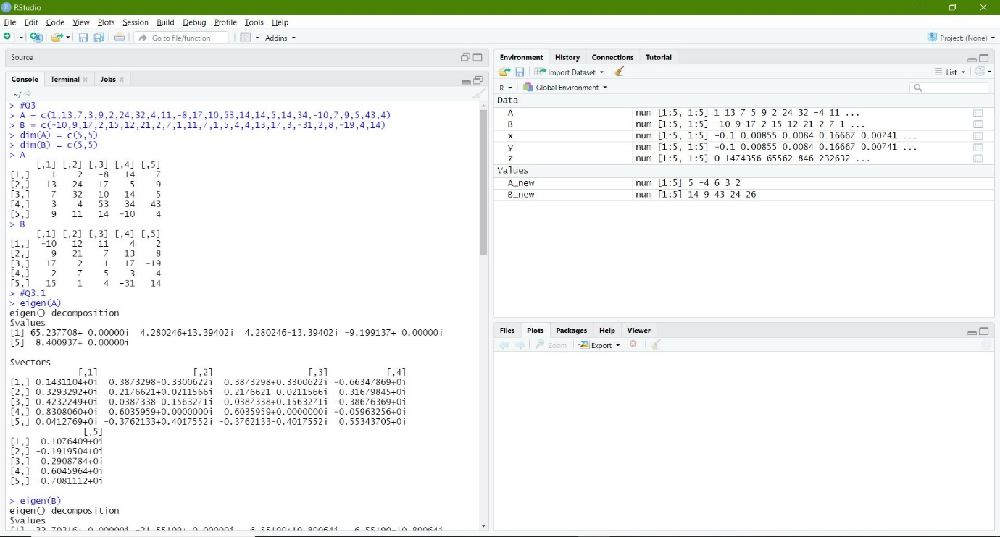 RStudio
File Edit Code View Plots Session Build Debug Profile Tools Help
Go to file/function Addins Project: (None)
Source
Console Terminal Jobs
~/
> #Q3
> A = c(1,13,7,3,9,2,24,32,4,11,-8,17,10,53,14,14,5,14,34,-10,7,9,5,43,4)
> B = c(-10,9,17,2,15,12,21,2,7,1,11,7,1,5,4,4,13,17,3,-31,2,8,-19,4,14)
> dim(A) = c(5,5)
> dim(B) = c(5,5)
> A
[,1] [,2] [,3] [,4] [,5]
[1,] 1 2 -8 14 7
[2,] 13 24 17 5 9
[3,] 7 32 10 14 5
[4,] 3 4 53 34 43
[5,] 9 11 14 -10 4
> B
[,1] [,2] [,3] [,4] [,5]
[1,] -10 12 11 4 2
[2,] 9 21 7 13 8
[3,] 17 2 1 17 -19
[4,] 2 7 5 3 4
[5,] 15 1 4 -31 14
> #Q3.1
> eigen(A)
eigen() decomposition
$values
[1] 65.237708+ 0.00000i 4.280246+13.39402i 4.280246-13.39402i -9.199137+ 0.00000i
[5] 8.400937+ 0.00000i
$vectors
[,1] [,2] [,3] [,4]
[1,] 0.1431104+0i 0.3873298-0.3300622i 0.3873298+0.3300622i -0.66347869+0i
[2,] 0.3293292+0i -0.2176621+0.0211566i -0.2176621-0.0211566i 0.31679845+0i
[3,] 0.4232249+0i -0.0387338-0.1563271i -0.0387338+0.1563271i -0.38676369+0i
[4,] 0.8308060+0i 0.6035959+0.0000000i 0.6035959+0.0000000i -0.05963256+0i
[5,] 0.0412769+0i -0.3762133+0.4017552i -0.3762133-0.4017552i 0.55343705+0i
[,5]
[1,] 0.1076409+0i
[2,] -0.1919504+0i
[3,] 0.2908784+0i
[4,] 0.6045964+0i
[5,] -0.7081112+0i
> eigen(B)
eigen() decomposition
$values
[1] 32.70316+ 0.00000i -21.55109+ 0.00000i 6.55190+10.80064i 6.55190-10.80064i
Environment History Connections Tutorial
Import Dataset List
R Global Environment
Data
A num [1:5, 1:5] 1 13 7 5 9 2 24 32 -4 11 ...
B num [1:5, 1:5] -10 9 17 2 15 12 21 2 7 1 ...
x num [1:5, 1:5] -0.1 0.00855 0.0084 0.16667 0.00741 ...
y num [1:5, 1:5] -0.1 0.00855 0.0084 0.16667 0.00741 ...
z num [1:5, 1:5] 0 1474356 65562 846 232632 ...
Values
A_new num [1:5] 5 -4 6 3 2
B_new num [1:5] 14 9 43 24 26
Files Plots Packages Help Viewer
Zoom Export